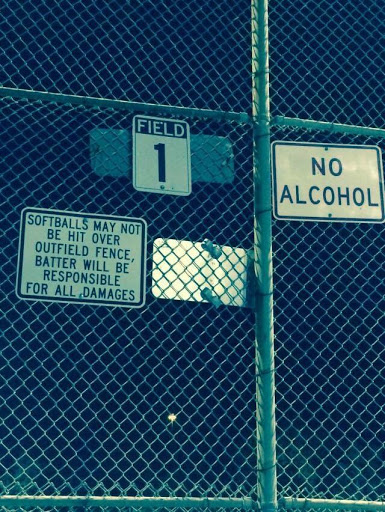 FIELD
1
NO
ALCOHOL
SOFTBALLS MAY NOT
BE HIT OVER
OUTFIELD FENCE,
BATTER WILL BE
RESPONSIBLE
FOR ALL DAMAGES